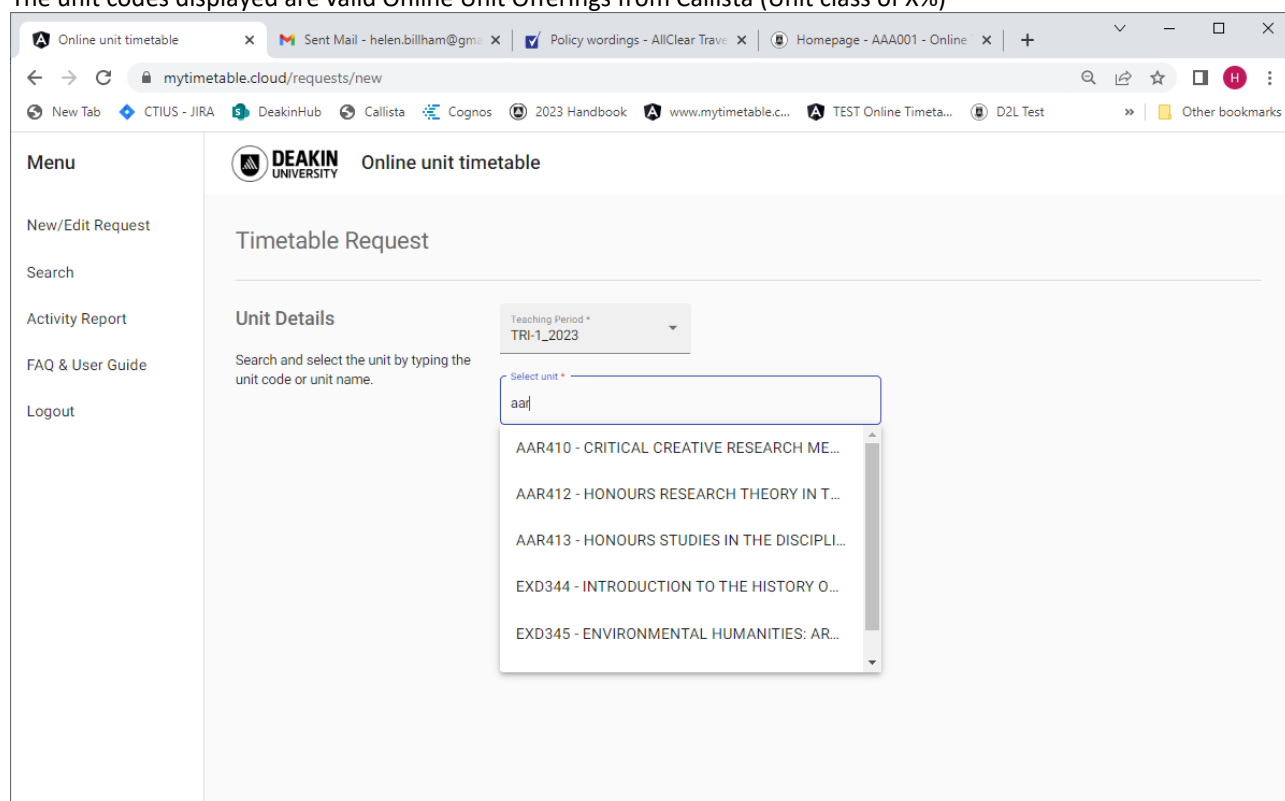 The unit codes displayed are valid Online Unit Offerings from Callista (Unit class of X%)
Online unit timetable
Sent Mail - helen.billham@gma
Policy wordings - AllClear Trave
Homepage - AAA001 - Online
mytimetable.cloud/requests/new
H
New Tab
CTIUS - JIRA
DeakinHub
Callista
Cognos
2023 Handbook
www.mytimetable.c...
TEST Online Timeta...
D2L Test
»
Other bookmarks
Menu
DEAKIN
UNIVERSITY
Online unit timetable
New/Edit Request
Search
Activity Report
FAQ & User Guide
Logout
Timetable Request
Unit Details
Search and select the unit by typing the
unit code or unit name.
Teaching Period *
TRI-1_2023
Select unit *
aar
AAR410 - CRITICAL CREATIVE RESEARCH ME...
AAR412 - HONOURS RESEARCH THEORY IN T...
AAR413 - HONOURS STUDIES IN THE DISCIPLI...
EXD344 - INTRODUCTION TO THE HISTORY O...
EXD345 - ENVIRONMENTAL HUMANITIES: AR...